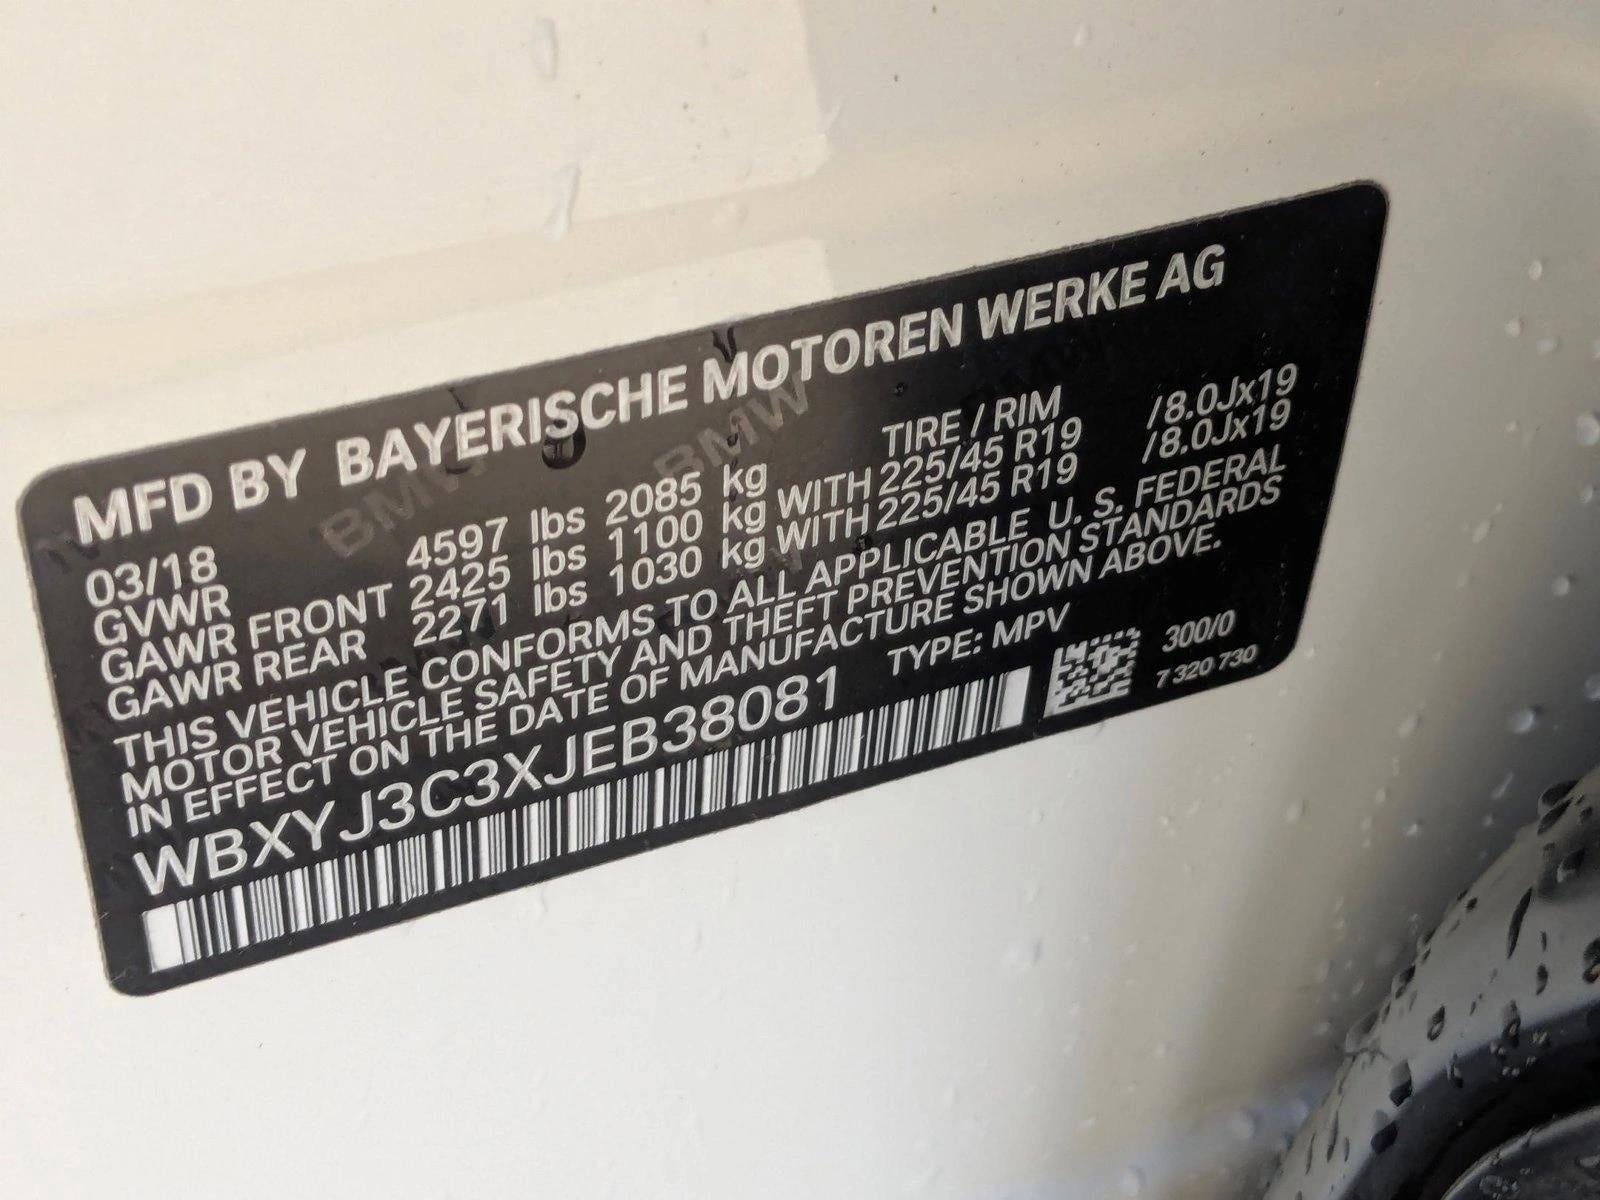 MFD BY BAYERISCHE MOTOREN WERKE AG
03/18 TIRE / RIM
GVWR 4597 lbs 2085 kg
GAWR FRONT 2425 lbs 1100 kg WITH 225/45 R19 /8.0Jx19
GAWR REAR 2271 lbs 1030 kg WITH 225/45 R19 /8.0Jx19
THIS VEHICLE CONFORMS TO ALL APPLICABLE U. S. FEDERAL
MOTOR VEHICLE SAFETY AND THEFT PREVENTION STANDARDS
IN EFFECT ON THE DATE OF MANUFACTURE SHOWN ABOVE.
WBXYJ3C3XJEB38081 TYPE: MPV
300/0
7 320 730
BMW
BMW